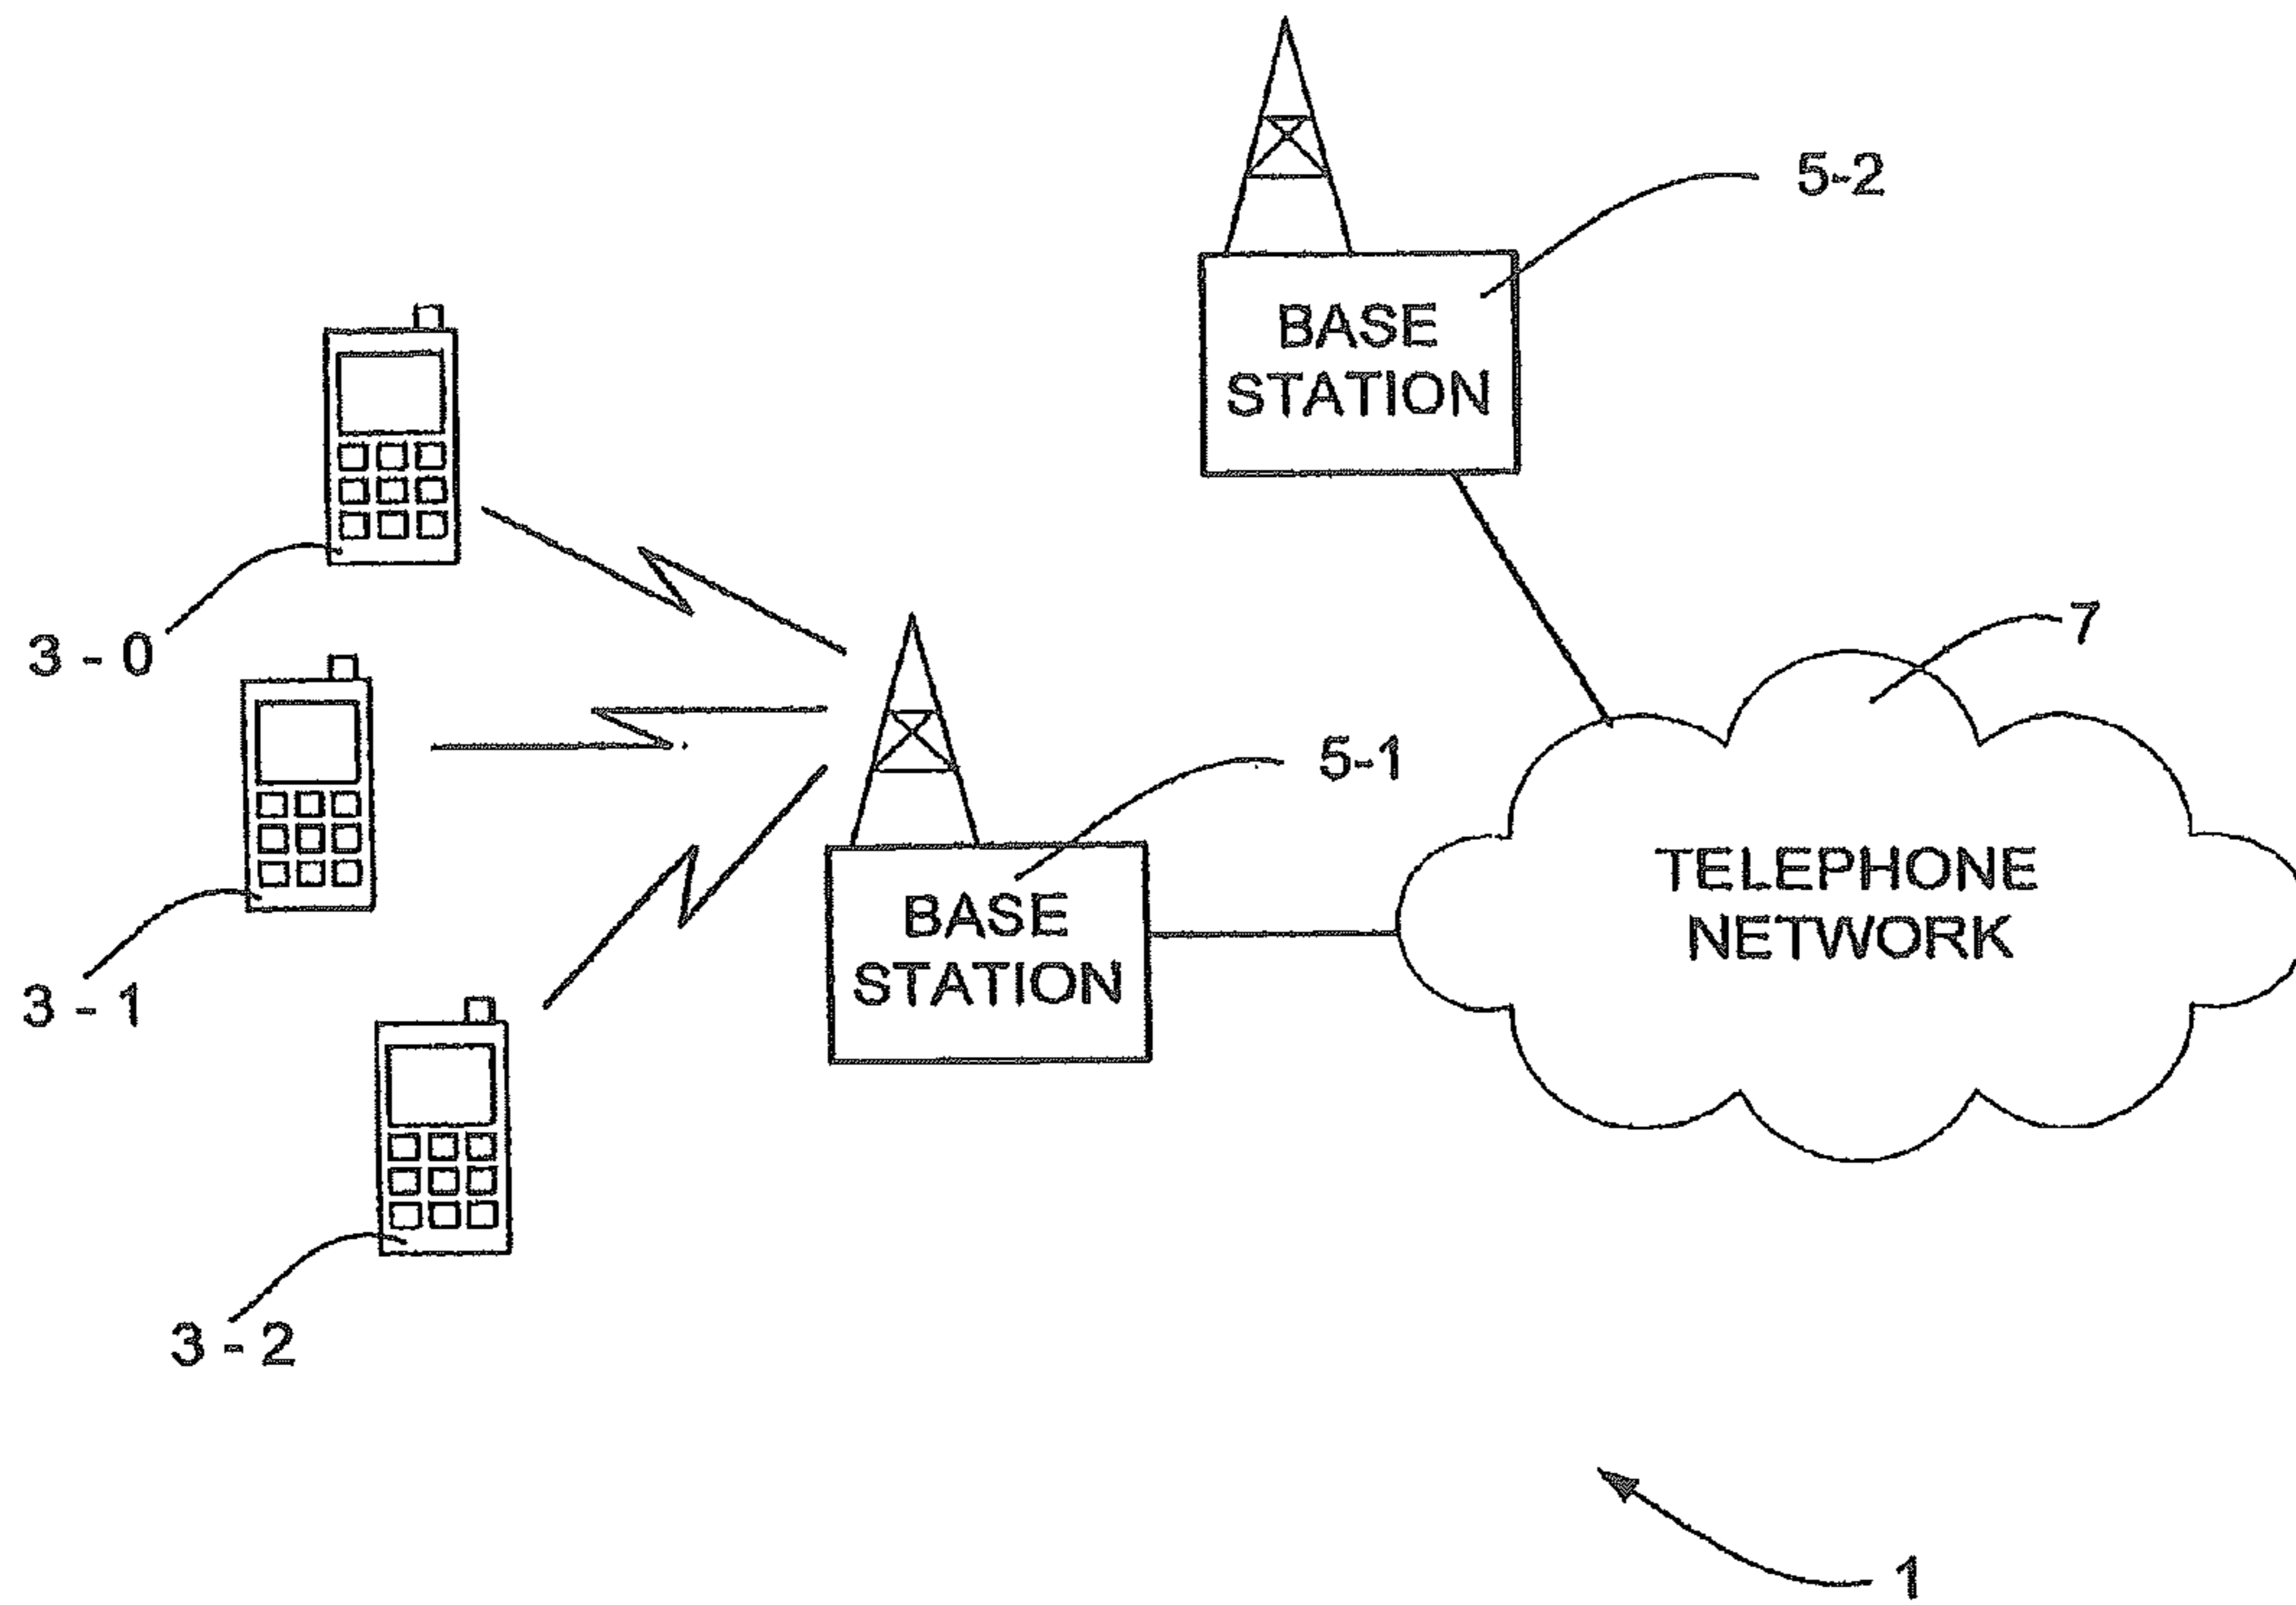 5-2
BASE
STATION
3 - 0
7
3 - 1
5-1
BASE
STATION
TELEPHONE
NETWORK
3 - 2
1